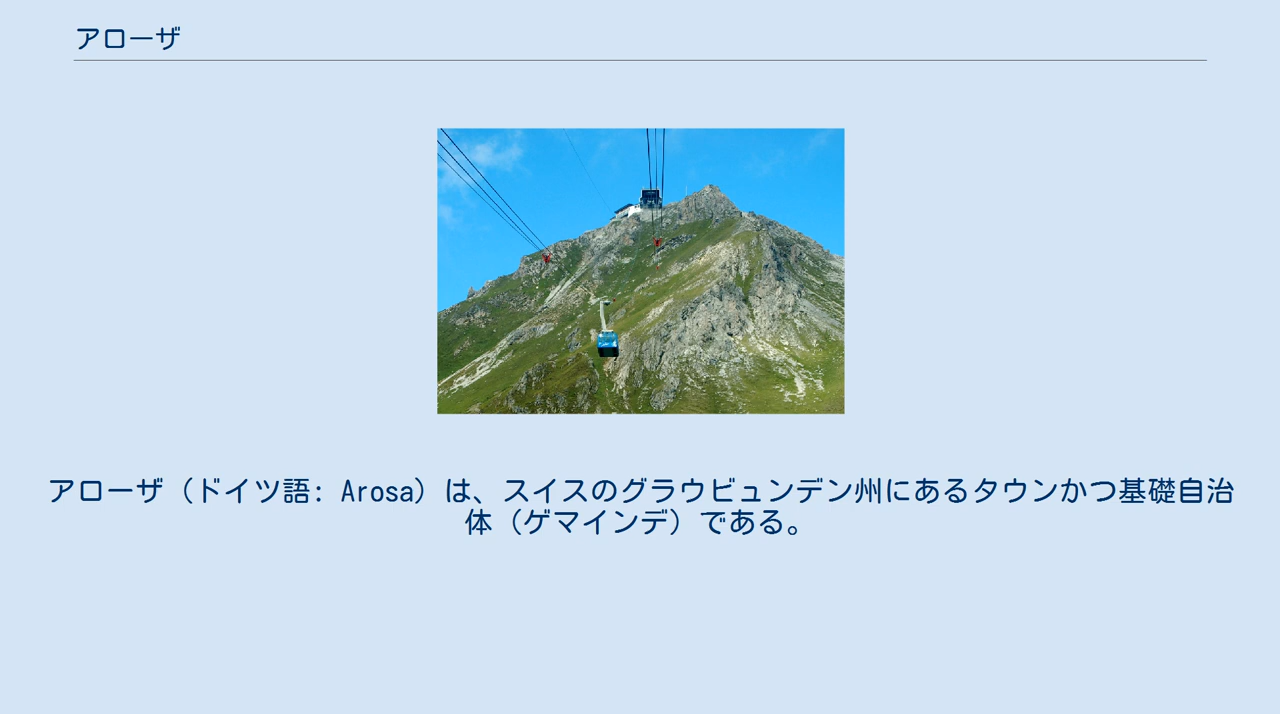 アローザ
アローザ（ドイツ語: Arosa）は、スイスのグラウビュンデン州にあるタウンかつ基礎自治
体（ゲマインデ）である。